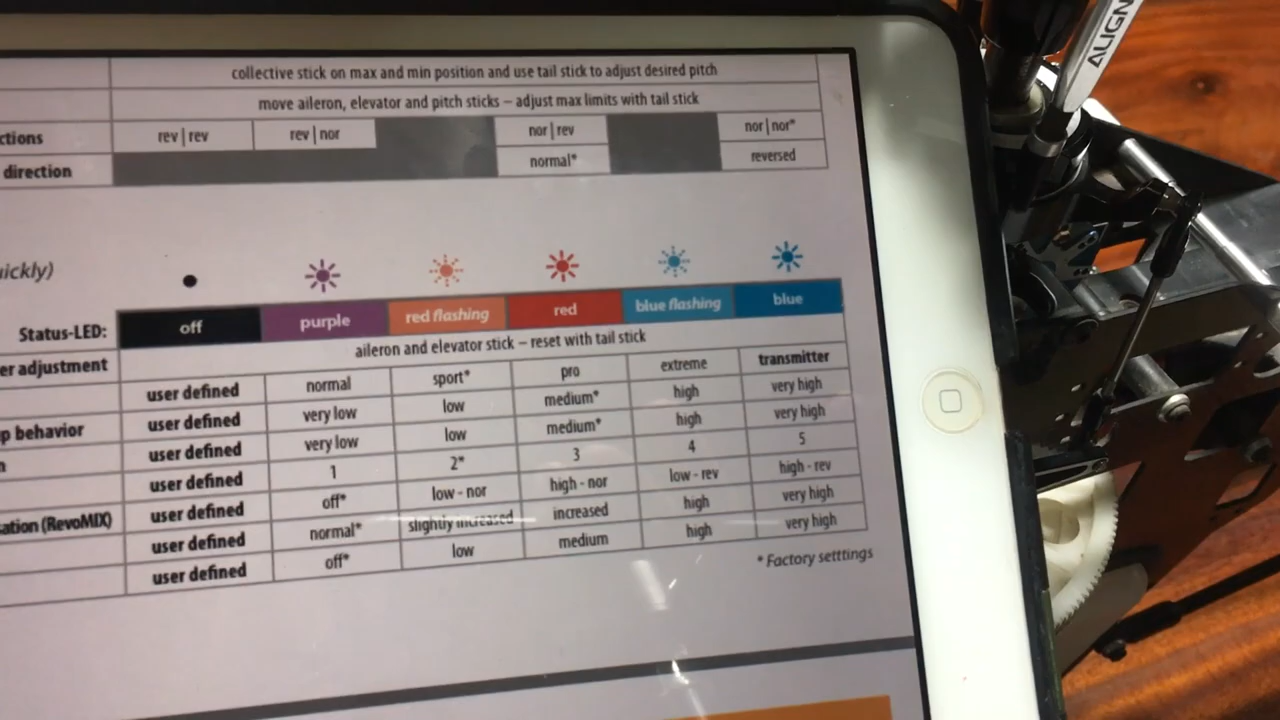 collective stick on max and min position and use tail stick to adjust desired pitch
move aileron, elevator and pitch sticks – adjust max limits with tail stick
ctions rev|rev rev|nor nor|rev nor|nor*
direction normal* reversed
ALIGN
uickly)
Status-LED: off purple red flashing red blue flashing blue
er adjustment aileron and elevator stick – reset with tail stick
user defined normal sport* pro extreme transmitter
p behavior user defined very low low medium* high very high
n user defined very low low medium* high very high
user defined 1 2* 3 4 5
sation (RevoMIX) user defined off* low - nor high - nor low - rev high - rev
user defined normal* slightly increased increased high very high
user defined off* low medium high very high
* Factory setttings